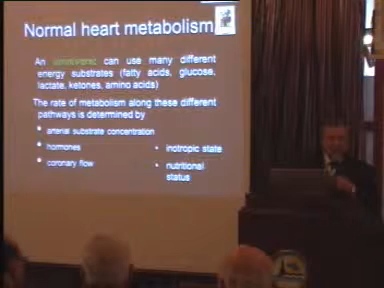 Normal heart metabolism
An omnivore: can use many different
energy substrates (fatty acids, glucose,
lactate, ketones, amino acids)
The rate of metabolism along these different
pathways is determined by
• arterial substrate concentration
• hormones
• coronary flow
• inotropic state
• nutritional
status